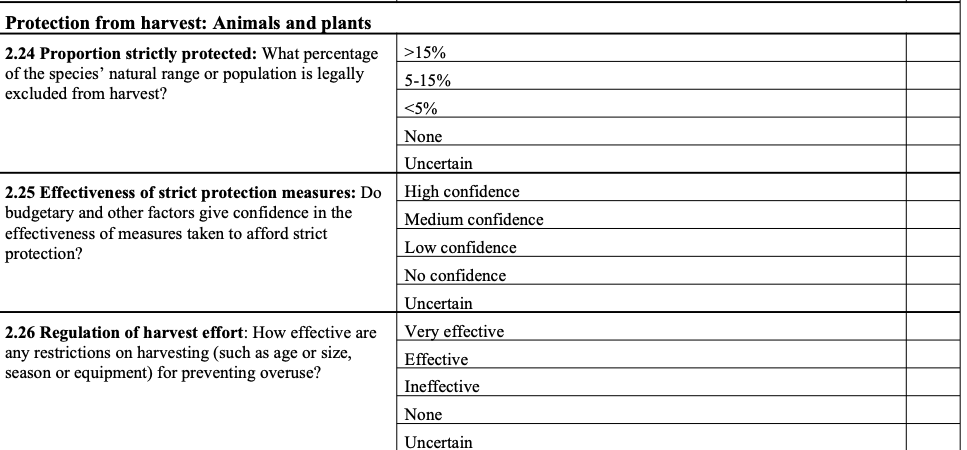 Protection from harvest: Animals and plants
2.24 Proportion strictly protected: What percentage
of the species’ natural range or population is legally
excluded from harvest?
>15%
5-15%
<5%
None
Uncertain
2.25 Effectiveness of strict protection measures: Do
budgetary and other factors give confidence in the
effectiveness of measures taken to afford strict
protection?
High confidence
Medium confidence
Low confidence
No confidence
Uncertain
2.26 Regulation of harvest effort: How effective are
any restrictions on harvesting (such as age or size,
season or equipment) for preventing overuse?
Very effective
Effective
Ineffective
None
Uncertain